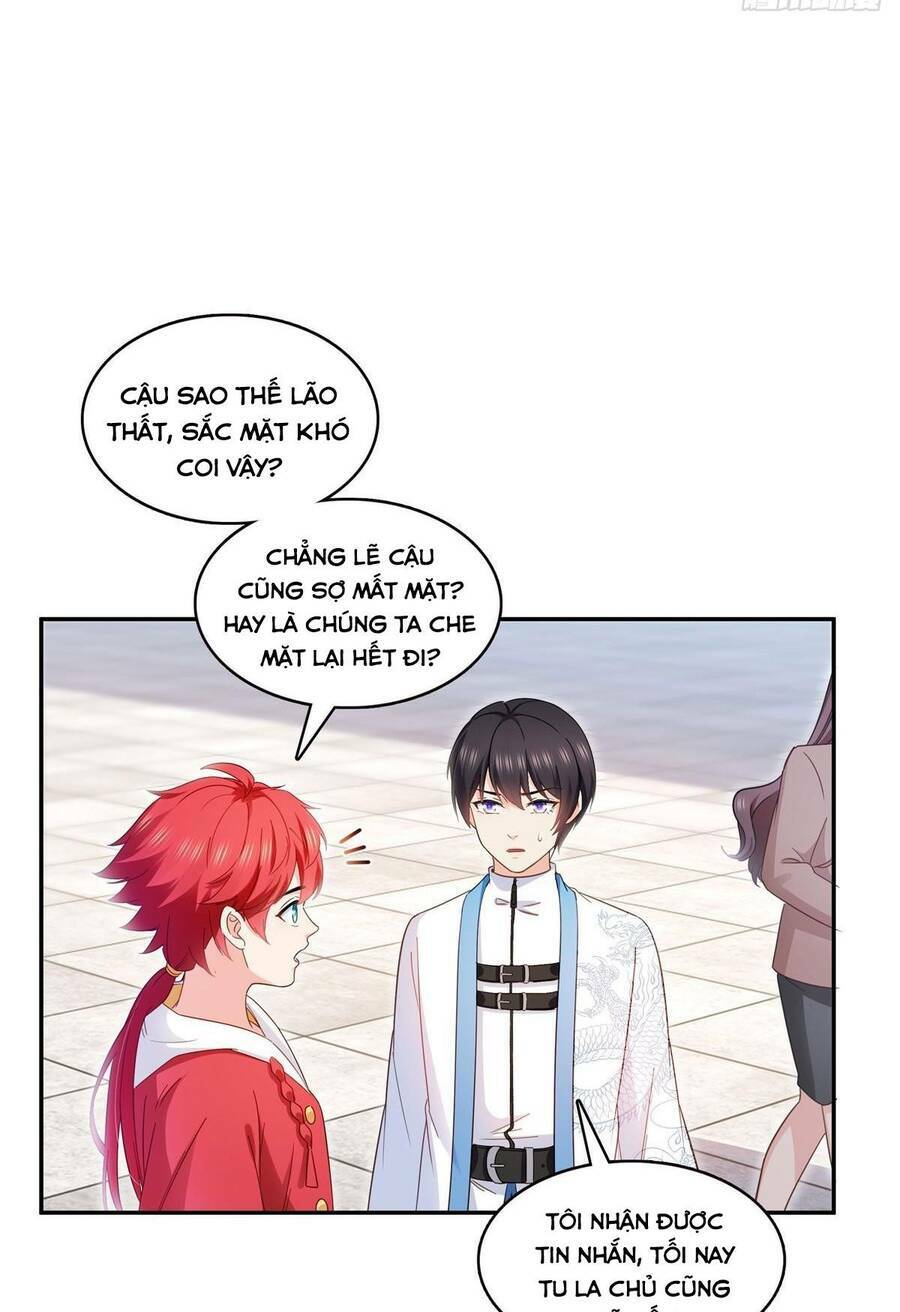 CẬU SAO THẾ LÃO
THẤT, SẮC MẶT KHÓ
COI VẬY?
CHẲNG LẼ CẬU
CŨNG SỢ MẤT MẶT?
HAY LÀ CHÚNG TA CHE
MẶT LẠI HẾT ĐI?
TÔI NHẬN ĐƯỢC
TIN NHẮN, TỐI NAY
TU LA CHỦ CŨNG